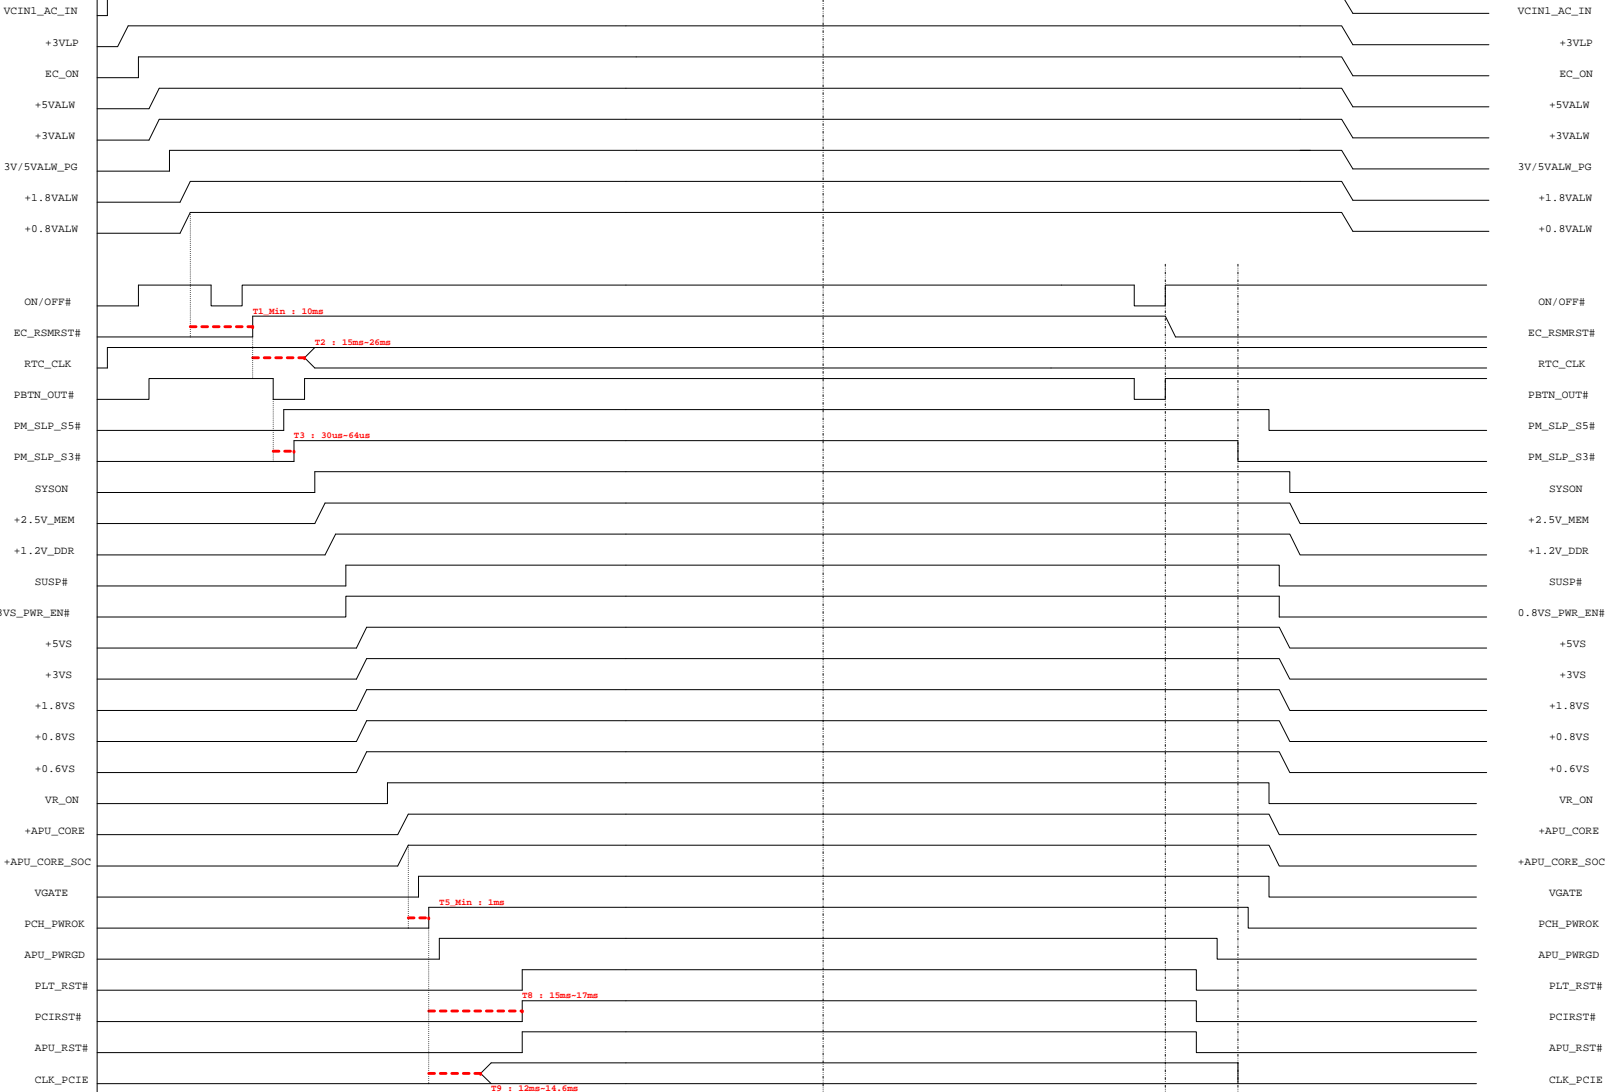 VCIN1_AC_IN VCIN1_AC_IN
+3VLP +3VLP
EC_ON EC_ON
+5VALW +5VALW
+3VALW +3VALW
3V/5VALW_PG 3V/5VALW_PG
+1.8VALW +1.8VALW
+0.8VALW +0.8VALW
ON/OFF# ON/OFF#
T1_Min : 10ms
EC_RSMRST# EC_RSMRST#
T2 : 15ms-26ms
RTC_CLK RTC_CLK
PBTN_OUT# PBTN_OUT#
PM_SLP_S5# PM_SLP_S5#
T3 : 30us-64us
PM_SLP_S3# PM_SLP_S3#
SYSON SYSON
+2.5V_MEM +2.5V_MEM
+1.2V_DDR +1.2V_DDR
SUSP# SUSP#
VS_PWR_EN# 0.8VS_PWR_EN#
+5VS +5VS
+3VS +3VS
+1.8VS +1.8VS
+0.8VS +0.8VS
+0.6VS +0.6VS
VR_ON VR_ON
+APU_CORE +APU_CORE
+APU_CORE_SOC +APU_CORE_SOC
VGATE VGATE
T5_Min : 1ms
PCH_PWROK PCH_PWROK
APU_PWRGD APU_PWRGD
PLT_RST# PLT_RST#
T8 : 15ms-17ms
PCIRST# PCIRST#
APU_RST# APU_RST#
CLK_PCIE CLK_PCIE
T9 : 12ms-14.6ms